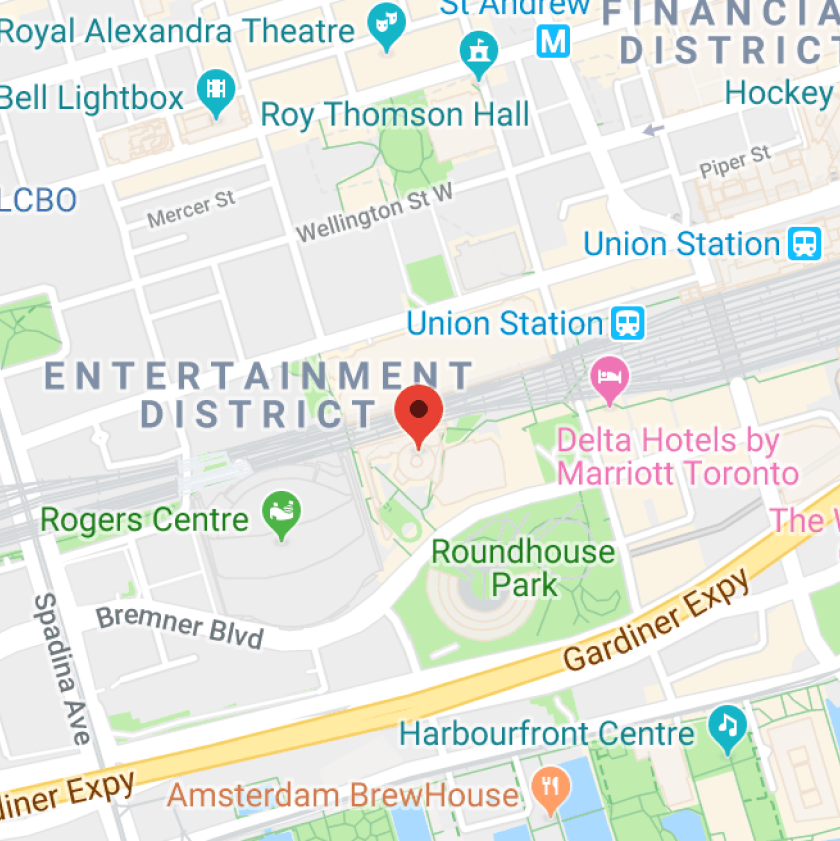 St Andrew
FINANCIA
DISTRICT
Royal Alexandra Theatre
Bell Lightbox
Roy Thomson Hall
Hockey
Piper St
LCBO
Mercer St
Wellington St W
Union Station
Union Station
ENTERTAINMENT
DISTRICT
Delta Hotels by
Marriott Toronto
Rogers Centre
The
Roundhouse
Park
Bremner Blvd
Spadina Ave
Gardiner Expy
Harbourfront Centre
diner Expy
Amsterdam BrewHouse
M